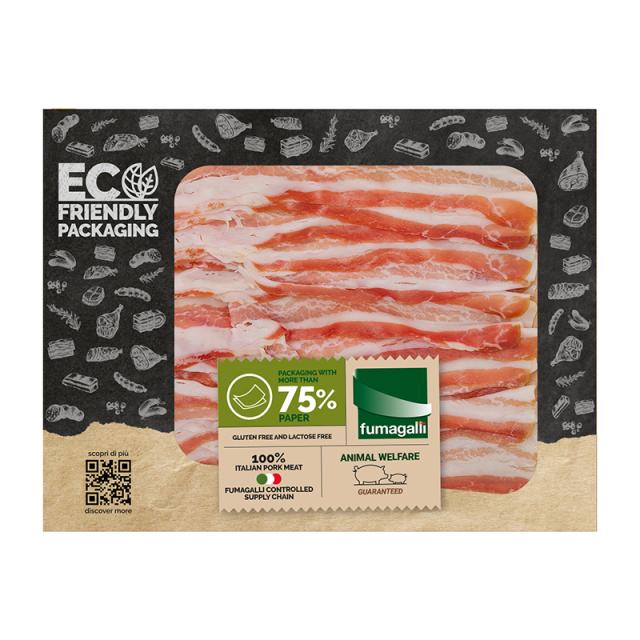 ECO
FRIENDLY
PACKAGING
PACKAGING WITH
MORE THAN
75%
PAPER
GLUTEN FREE AND LACTOSE FREE
fumagalli
100%
ITALIAN PORK MEAT
FUMAGALLI CONTROLLED
SUPPLY CHAIN
ANIMAL WELFARE
GUARANTEED
scopri di più
discover more